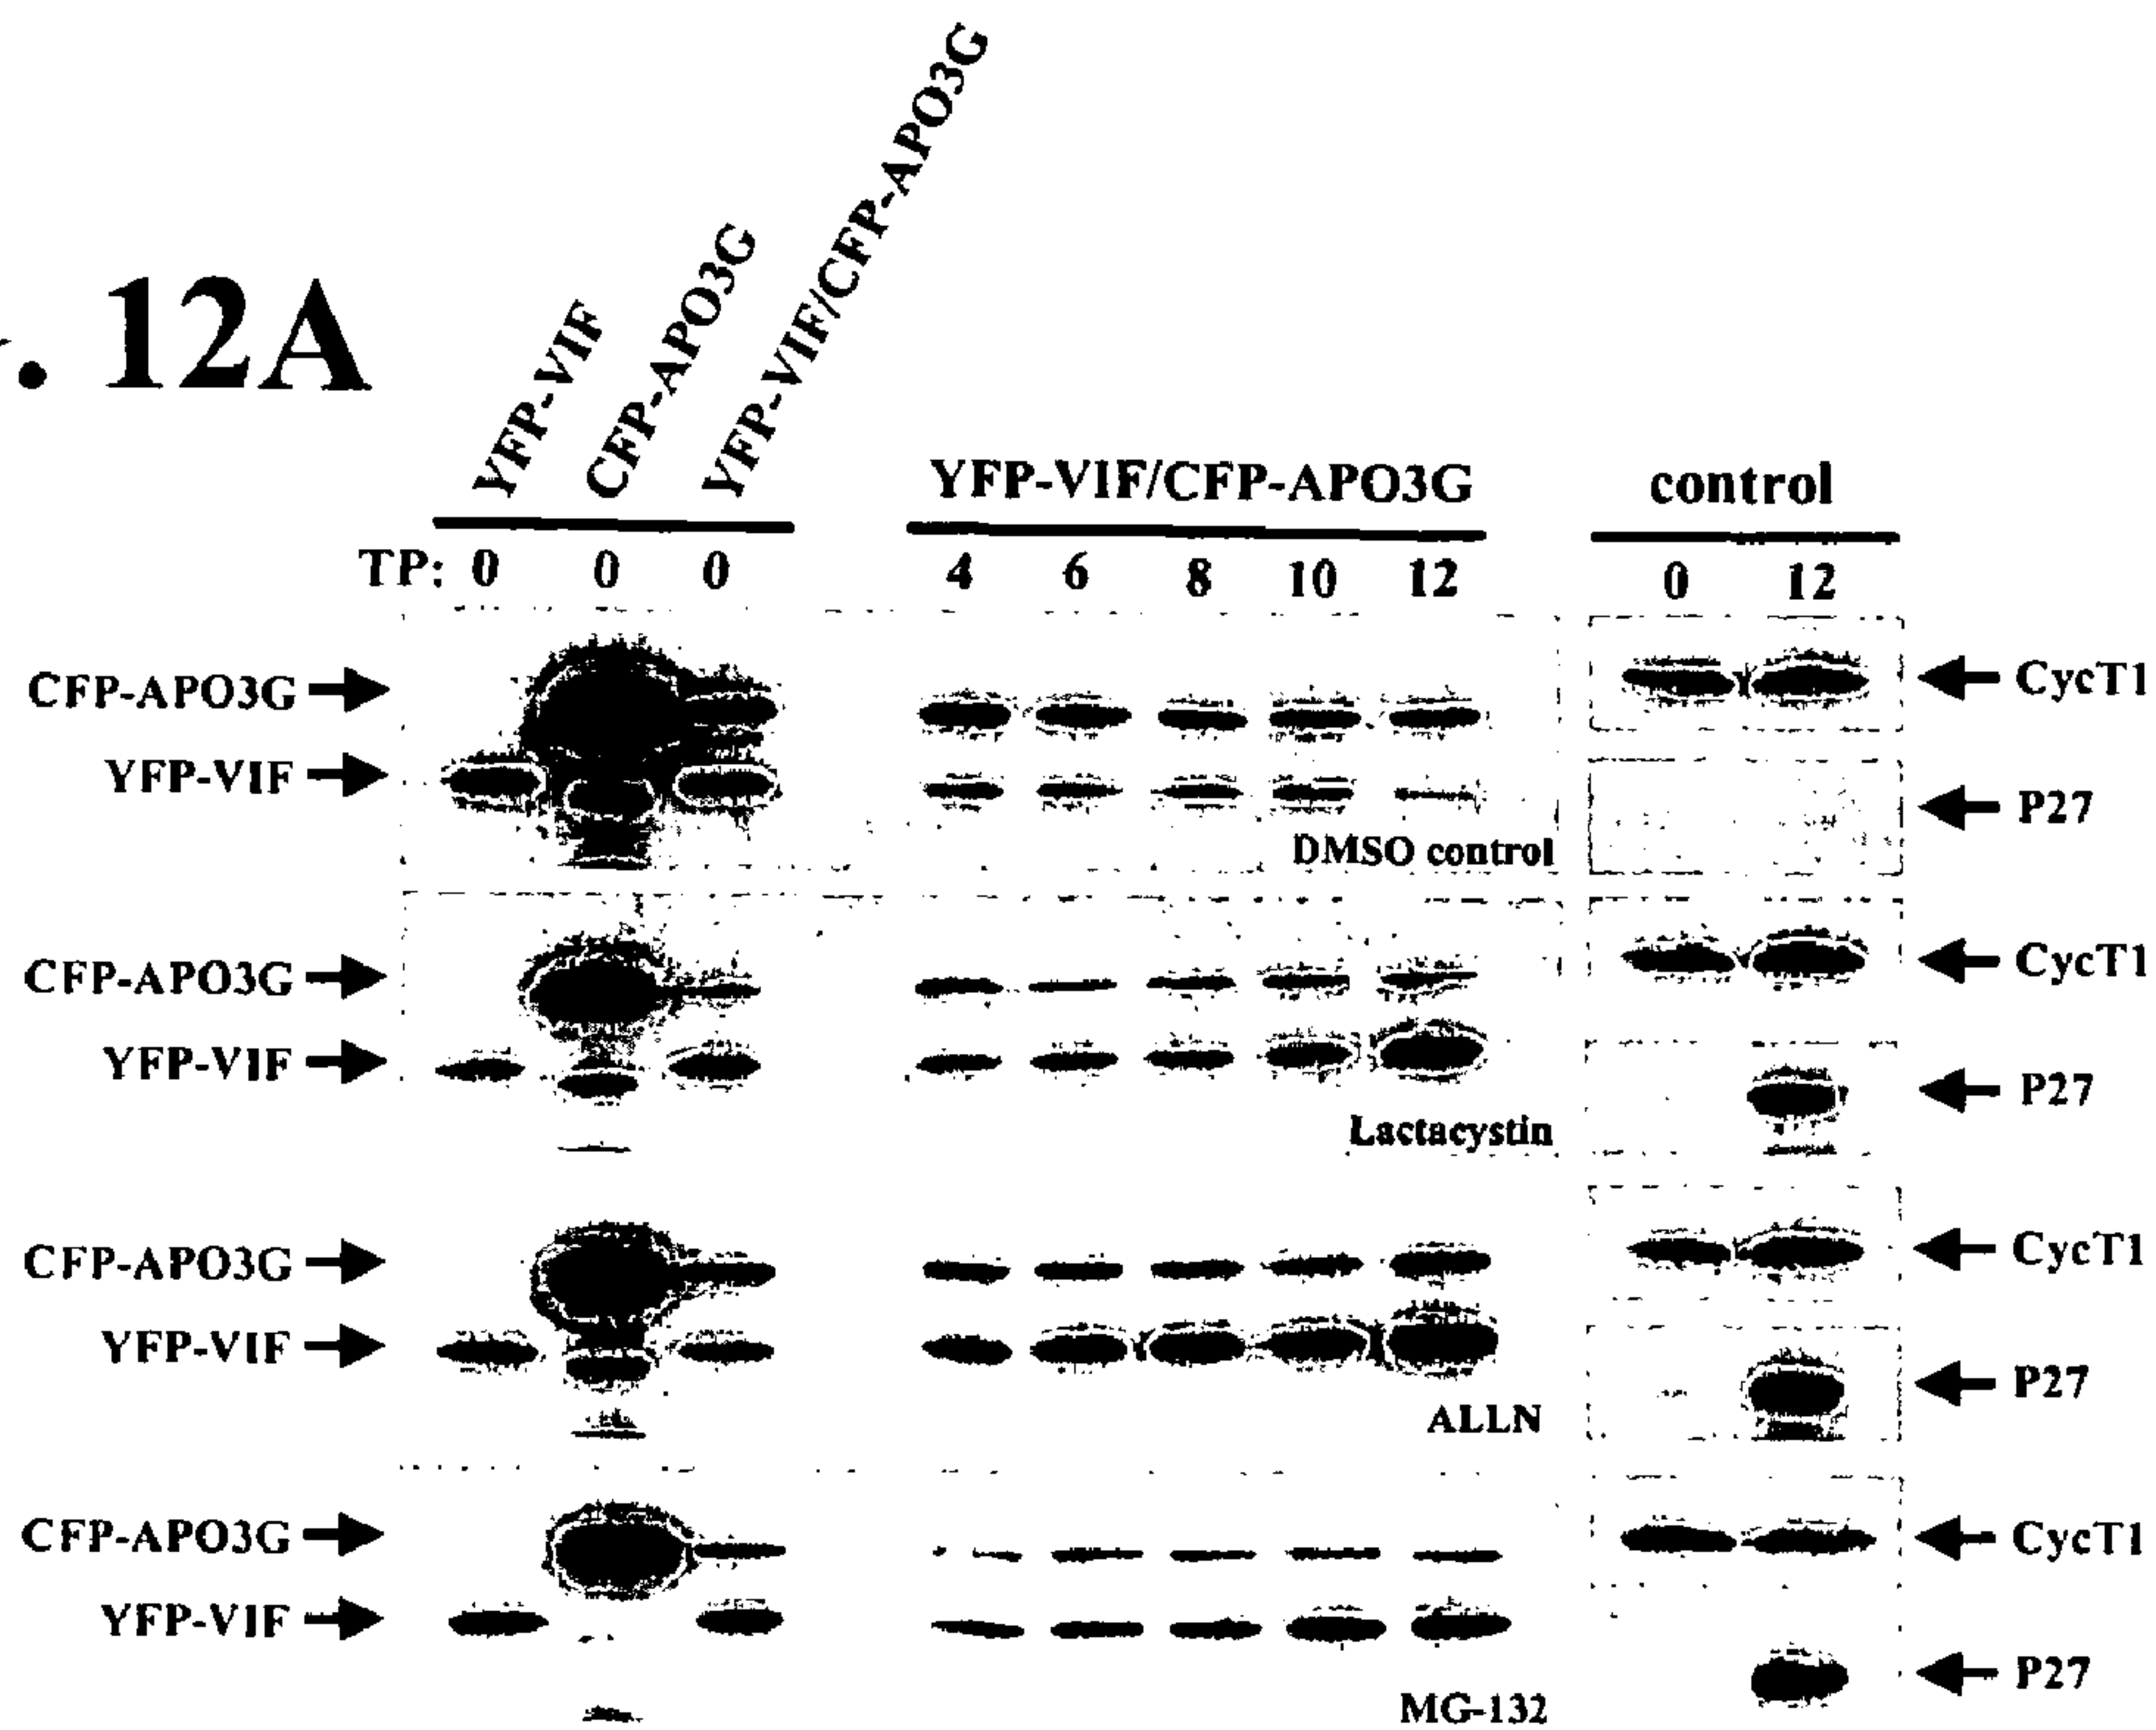 . 12A
YFP-VIF
CFP-APO3G
YFP-VIF/CFP-APO3G
YFP-VIF/CFP-APO3G
control
TP: 0 0 0 4 6 8 10 12 0 12
CFP-APO3G
CycT1
YFP-VIF
P27
DMSO control
CFP-APO3G
CycT1
YFP-VIF
P27
Lactacystin
CFP-APO3G
CycT1
YFP-VIF
P27
ALLN
CFP-APO3G
CycT1
YFP-VIF
P27
MG-132